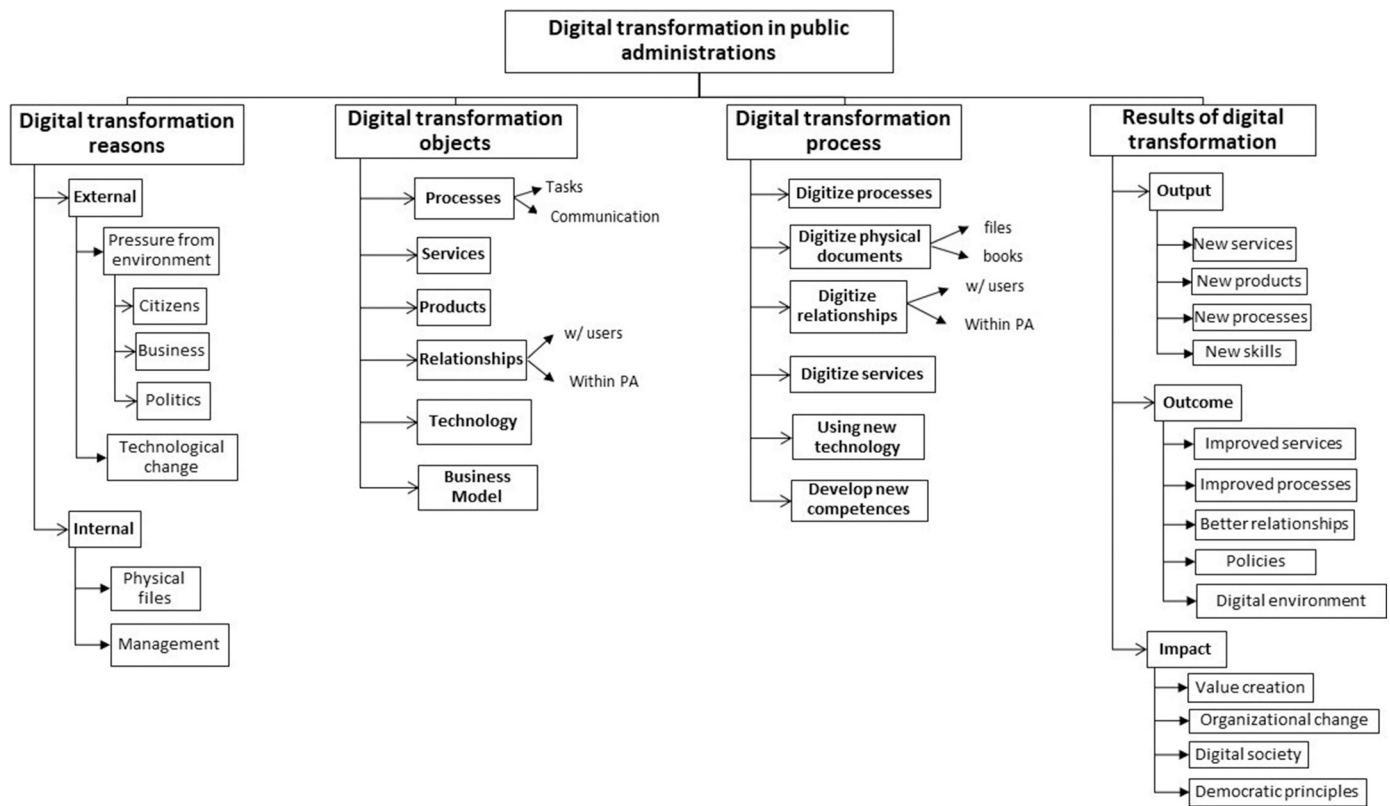 Digital transformation in public
administrations
Digital transformation
reasons
External
Pressure from
environment
Citizens
Business
Politics
Technological
change
Internal
Physical
files
Management
Digital transformation
objects
Processes
Tasks
Communication
Services
Products
Relationships
w/ users
Within PA
Technology
Business
Model
Digital transformation
process
Digitize processes
Digitize physical
documents
files
books
Digitize
relationships
w/ users
Within PA
Digitize services
Using new
technology
Develop new
competences
Results of digital
transformation
Output
New services
New products
New processes
New skills
Outcome
Improved services
Improved processes
Better relationships
Policies
Digital environment
Impact
Value creation
Organizational change
Digital society
Democratic principles